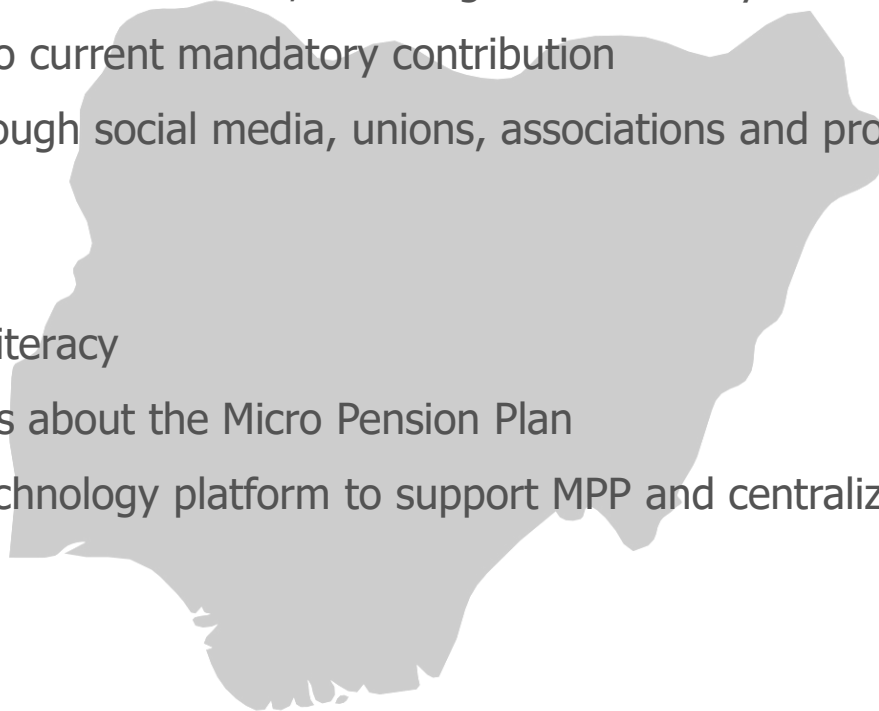 o current mandatory contribution
ough social media, unions, associations and pro
iteracy
s about the Micro Pension Plan
chnology platform to support MPP and centraliz